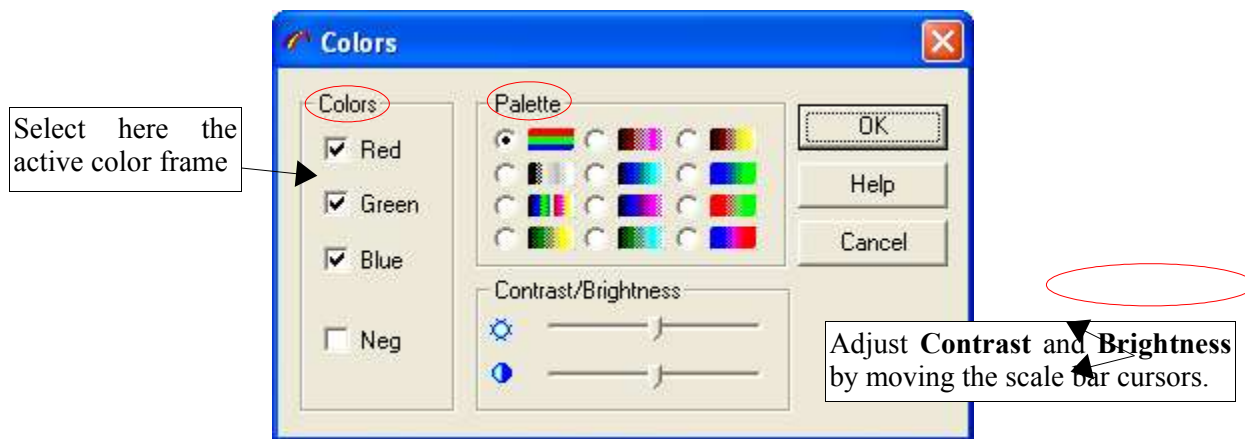 Colors
Colors
Palette
Select here the
active color frame
Red
Green
Blue
Neg
OK
Help
Cancel
Contrast/Brightness
Adjust Contrast and Brightness
by moving the scale bar cursors.